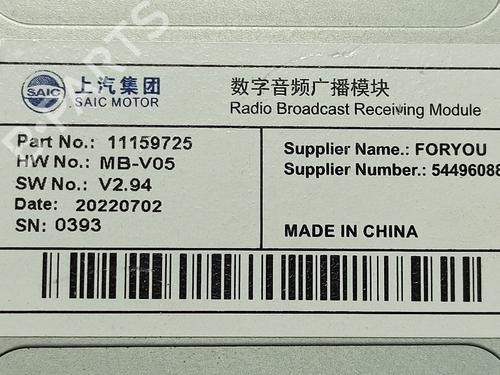 SAIC
上汽集团
SAIC MOTOR
数字音频广播模块
Radio Broadcast Receiving Module
Part No.: 11159725
HW No.: MB-V05
SW No.: V2.94
Date: 20220702
SN: 0393
Supplier Name.: FORYOU
Supplier Number.: 54496088
MADE IN CHINA